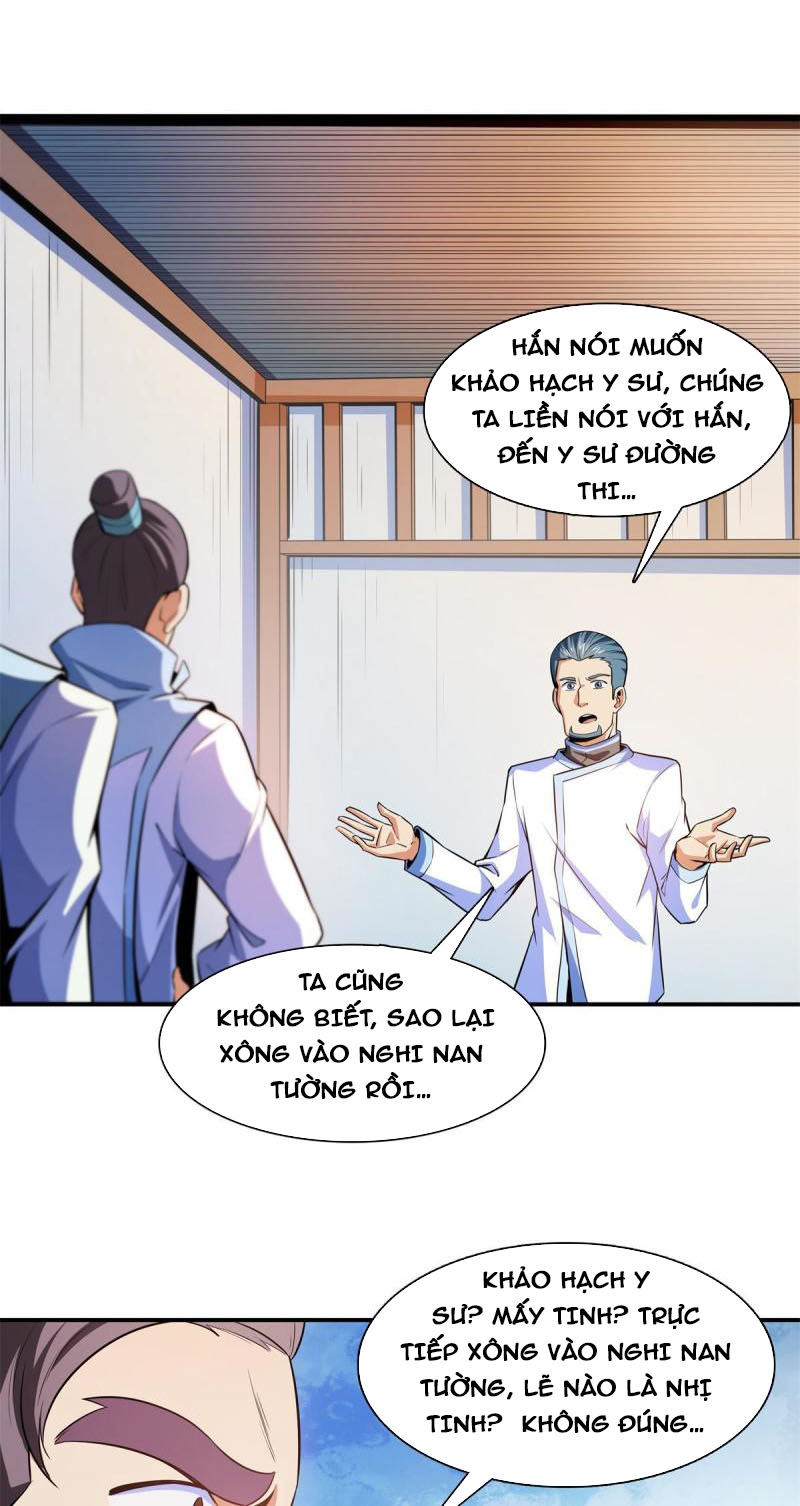 HẮN NÓI MUỐN
KHẢO HẠCH Y SƯ, CHÚNG
TA LIỀN NÓI VỚI HẮN,
ĐẾN Y SƯ ĐƯỜNG
THI...
TA CŨNG
KHÔNG BIẾT, SAO LẠI
XÔNG VÀO NGHI NAN
TƯỜNG RỒI...
KHẢO HẠCH Y
SƯ? MẤY TINH? TRỰC
TIẾP XÔNG VÀO NGHI NAN
TƯỜNG, LẼ NÀO LÀ NHỊ
TINH? KHÔNG ĐÚNG...